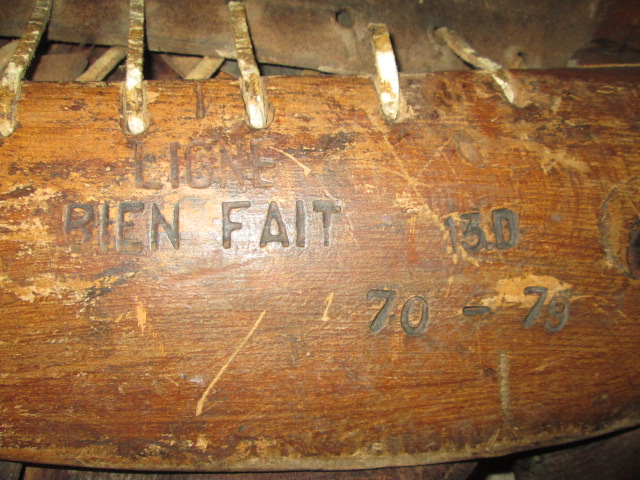 LIGNE
BIEN FAIT 13.D
70 - 79